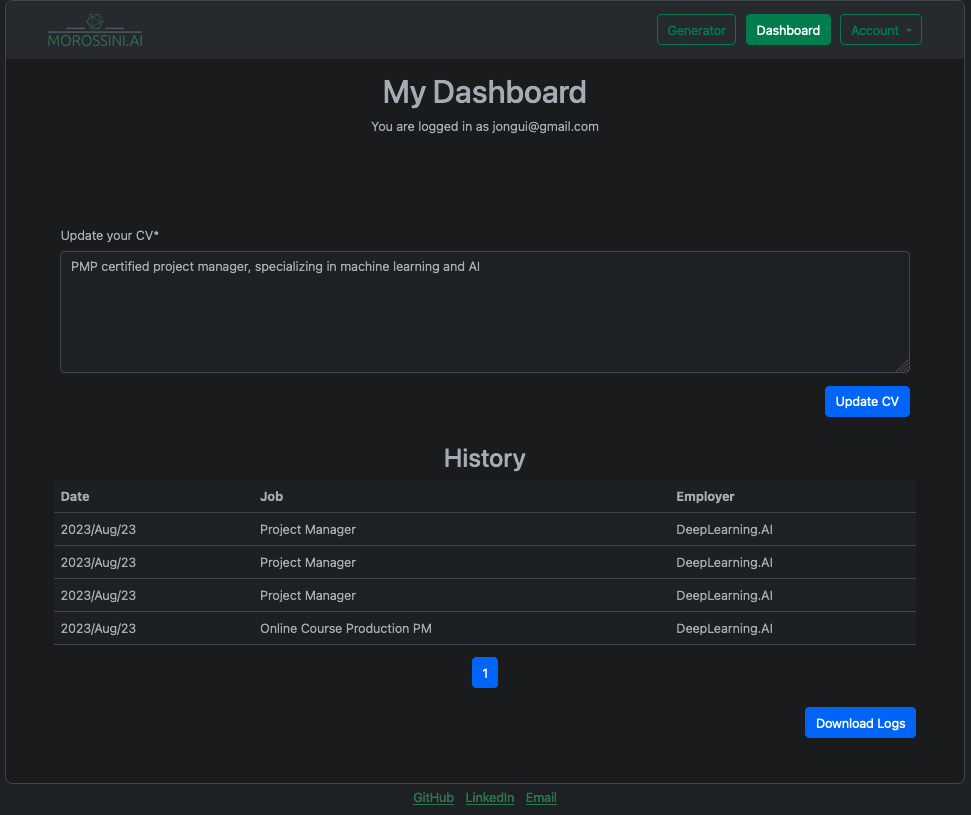 MOROSSINI.AI
Generator Dashboard Account
My Dashboard
You are logged in as jongui@gmail.com
Update your CV*
PMP certified project manager, specializing in machine learning and AI
Update CV
History
Date Job Employer
2023/Aug/23 Project Manager DeepLearning.AI
2023/Aug/23 Project Manager DeepLearning.AI
2023/Aug/23 Project Manager DeepLearning.AI
2023/Aug/23 Online Course Production PM DeepLearning.AI
1
Download Logs
GitHub LinkedIn Email